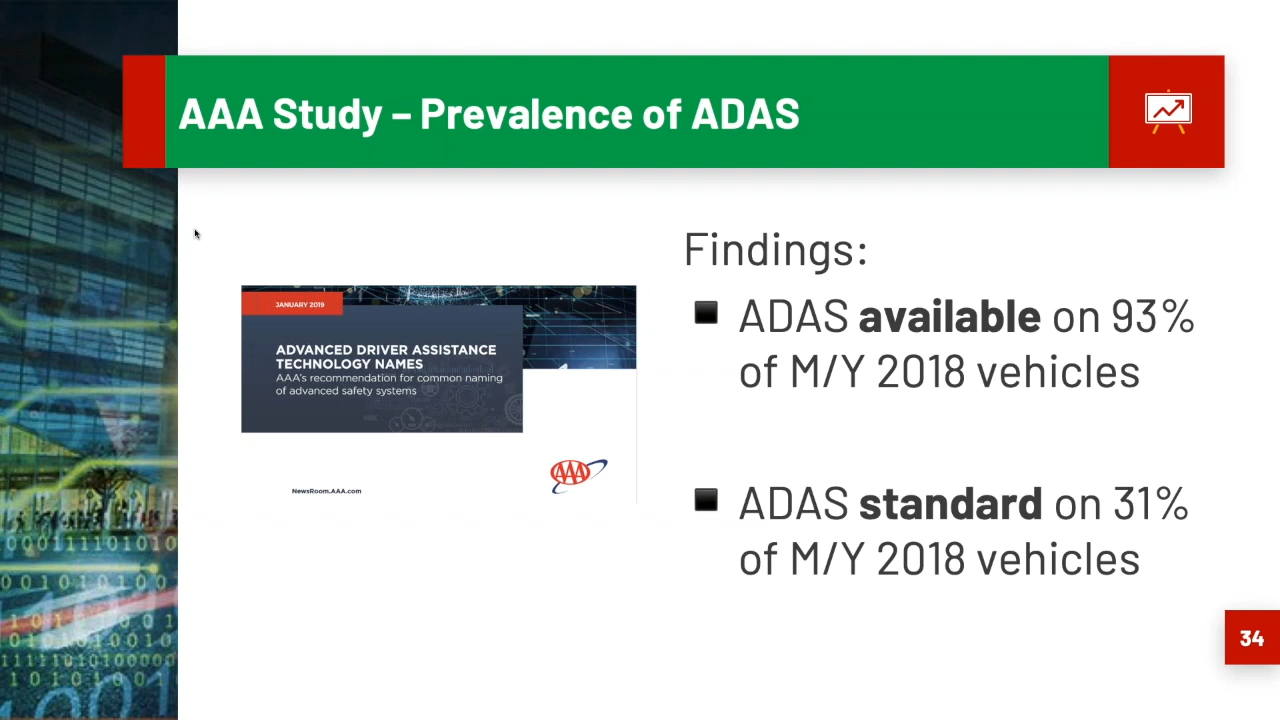 AAA Study – Prevalence of ADAS
JANUARY 2019
ADVANCED DRIVER ASSISTANCE
TECHNOLOGY NAMES
AAA's recommendation for common naming
of advanced safety systems
AAA
NewsRoom.AAA.com
Findings:
ADAS available on 93%
of M/Y 2018 vehicles
ADAS standard on 31%
of M/Y 2018 vehicles
34